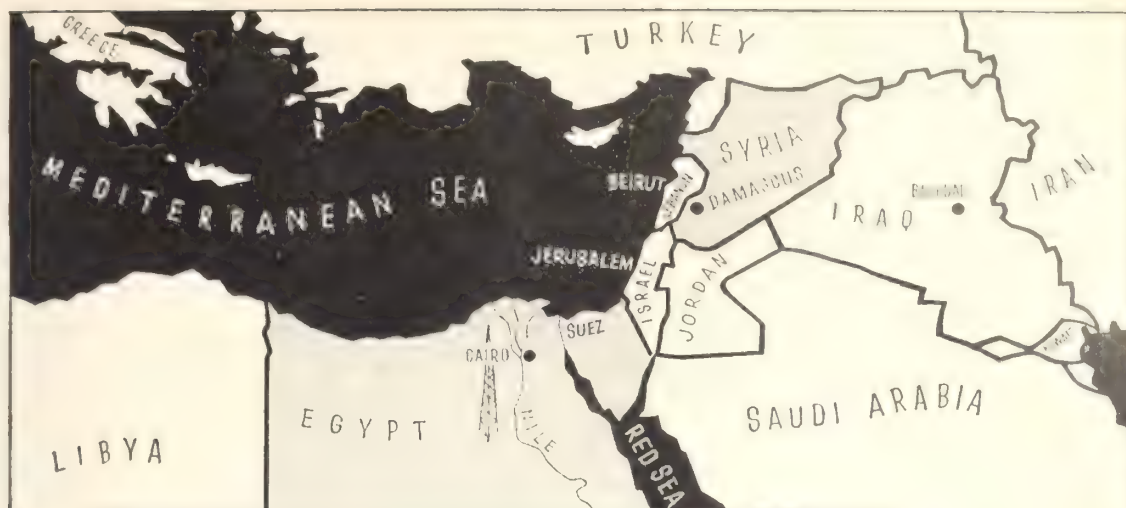 GREECE
TURKEY
MEDITERRANEAN SEA
SYRIA
BEIRUT
DAMASCUS
IRAQ
IRAN
JERUSALEM
ISRAEL
JORDAN
SUEZ
CAIRO
NILE
EGYPT
LIBYA
SAUDI ARABIA
RED SEA